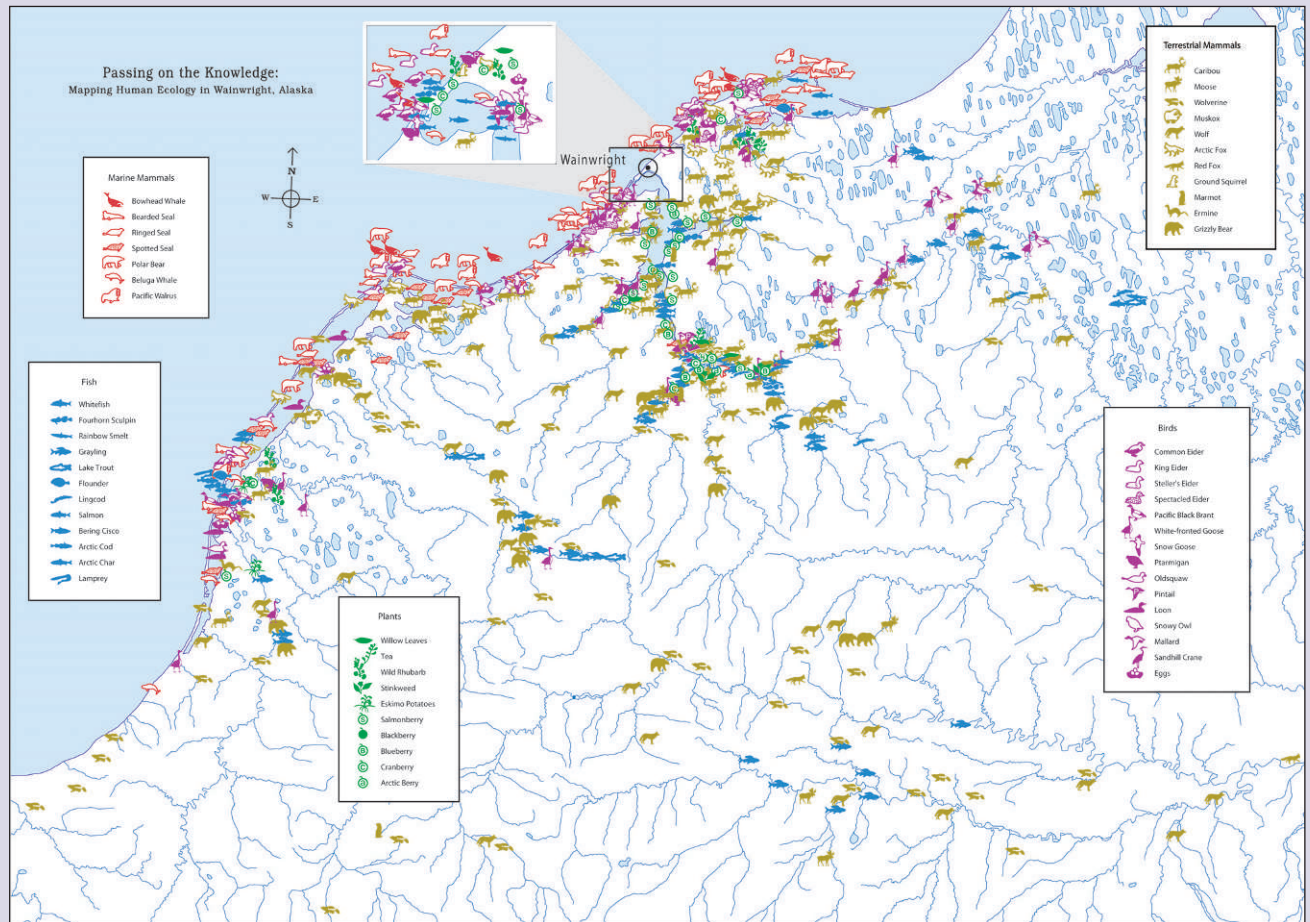 Passing on the Knowledge:
Mapping Human Ecology in Wainwright, Alaska
N
W
E
S
Wainwright
Marine Mammals
Bowhead Whale
Bearded Seal
Ringed Seal
Spotted Seal
Polar Bear
Beluga Whale
Pacific Walrus
Fish
Whitefish
Fourhorn Sculpin
Rainbow Smelt
Grayling
Lake Trout
Flounder
Lingcod
Salmon
Bering Cisco
Arctic Cod
Arctic Char
Lamprey
Plants
Willow Leaves
Tea
Wild Rhubarb
Stinkweed
Eskimo Potatoes
S Salmonberry
Blackberry
B Blueberry
C Cranberry
a Arctic Berry
Terrestrial Mammals
Caribou
Moose
Wolverine
Muskox
Wolf
Arctic Fox
Red Fox
Ground Squirrel
Marmot
Ermine
Grizzly Bear
Birds
Common Eider
King Eider
Steller's Eider
Spectacled Eider
Pacific Black Brant
White-fronted Goose
Snow Goose
Ptarmigan
Oldsquaw
Pintail
Loon
Snowy Owl
Mallard
Sandhill Crane
Eggs